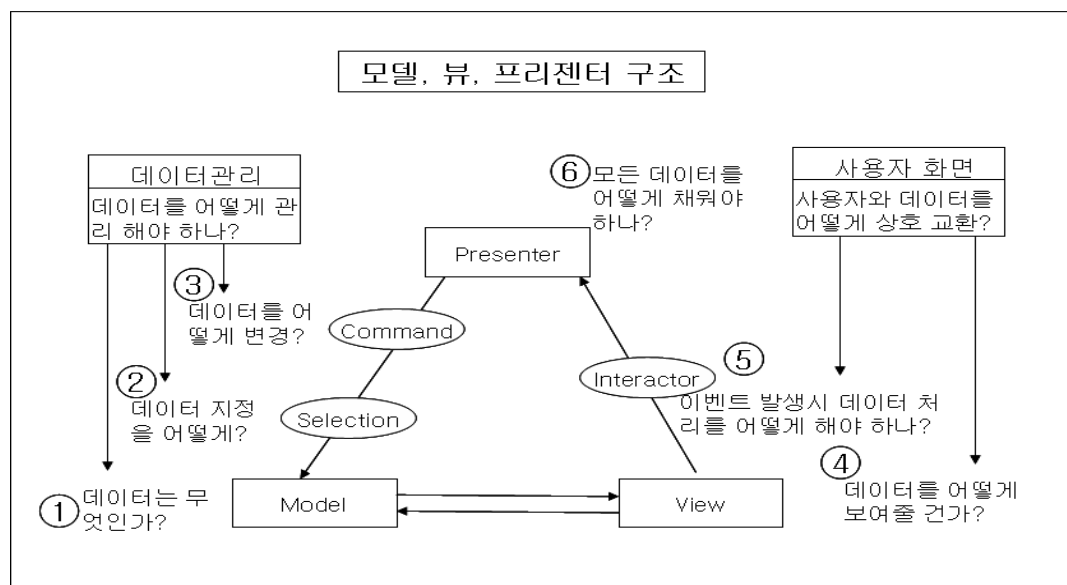 모델, 뷰, 프리젠터 구조
데이터관리
데이터를 어떻게 관
리 해야 하나?
⑥
모든 데이터를
어떻게 채워야
하나?
사용자 화면
사용자와 데이터를
어떻게 상호 교환?
Presenter
③
데이터를 어
떻게 변경?
Command
②
데이터 지정
을 어떻게?
Selection
Interactor
⑤
이벤트 발생시 데이터 처
리를 어떻게 해야 하나?
①
데이터는 무
엇인가?
Model
View
④
데이터를 어떻게
보여줄 건가?